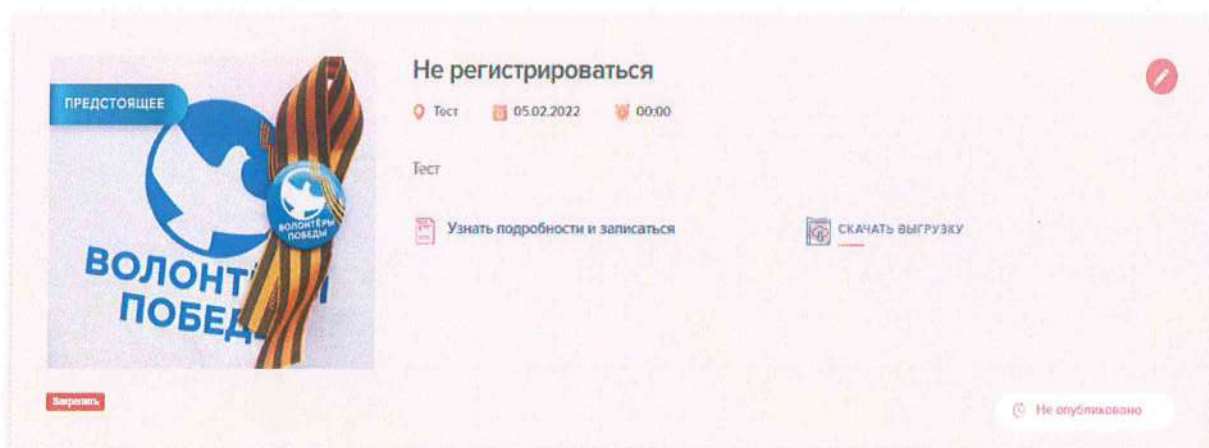 ПРЕДСТОЯЩЕЕ
ВОЛОНТЁРЫ
ПОБЕДЫ
ВОЛОНТ Ы
ПОБЕД
Не регистрироваться
Тест 05.02.2022 00:00
Тест
Узнать подробности и записаться
СКАЧАТЬ ВЫГРУЗКУ
Закрепить
Не опубликовано